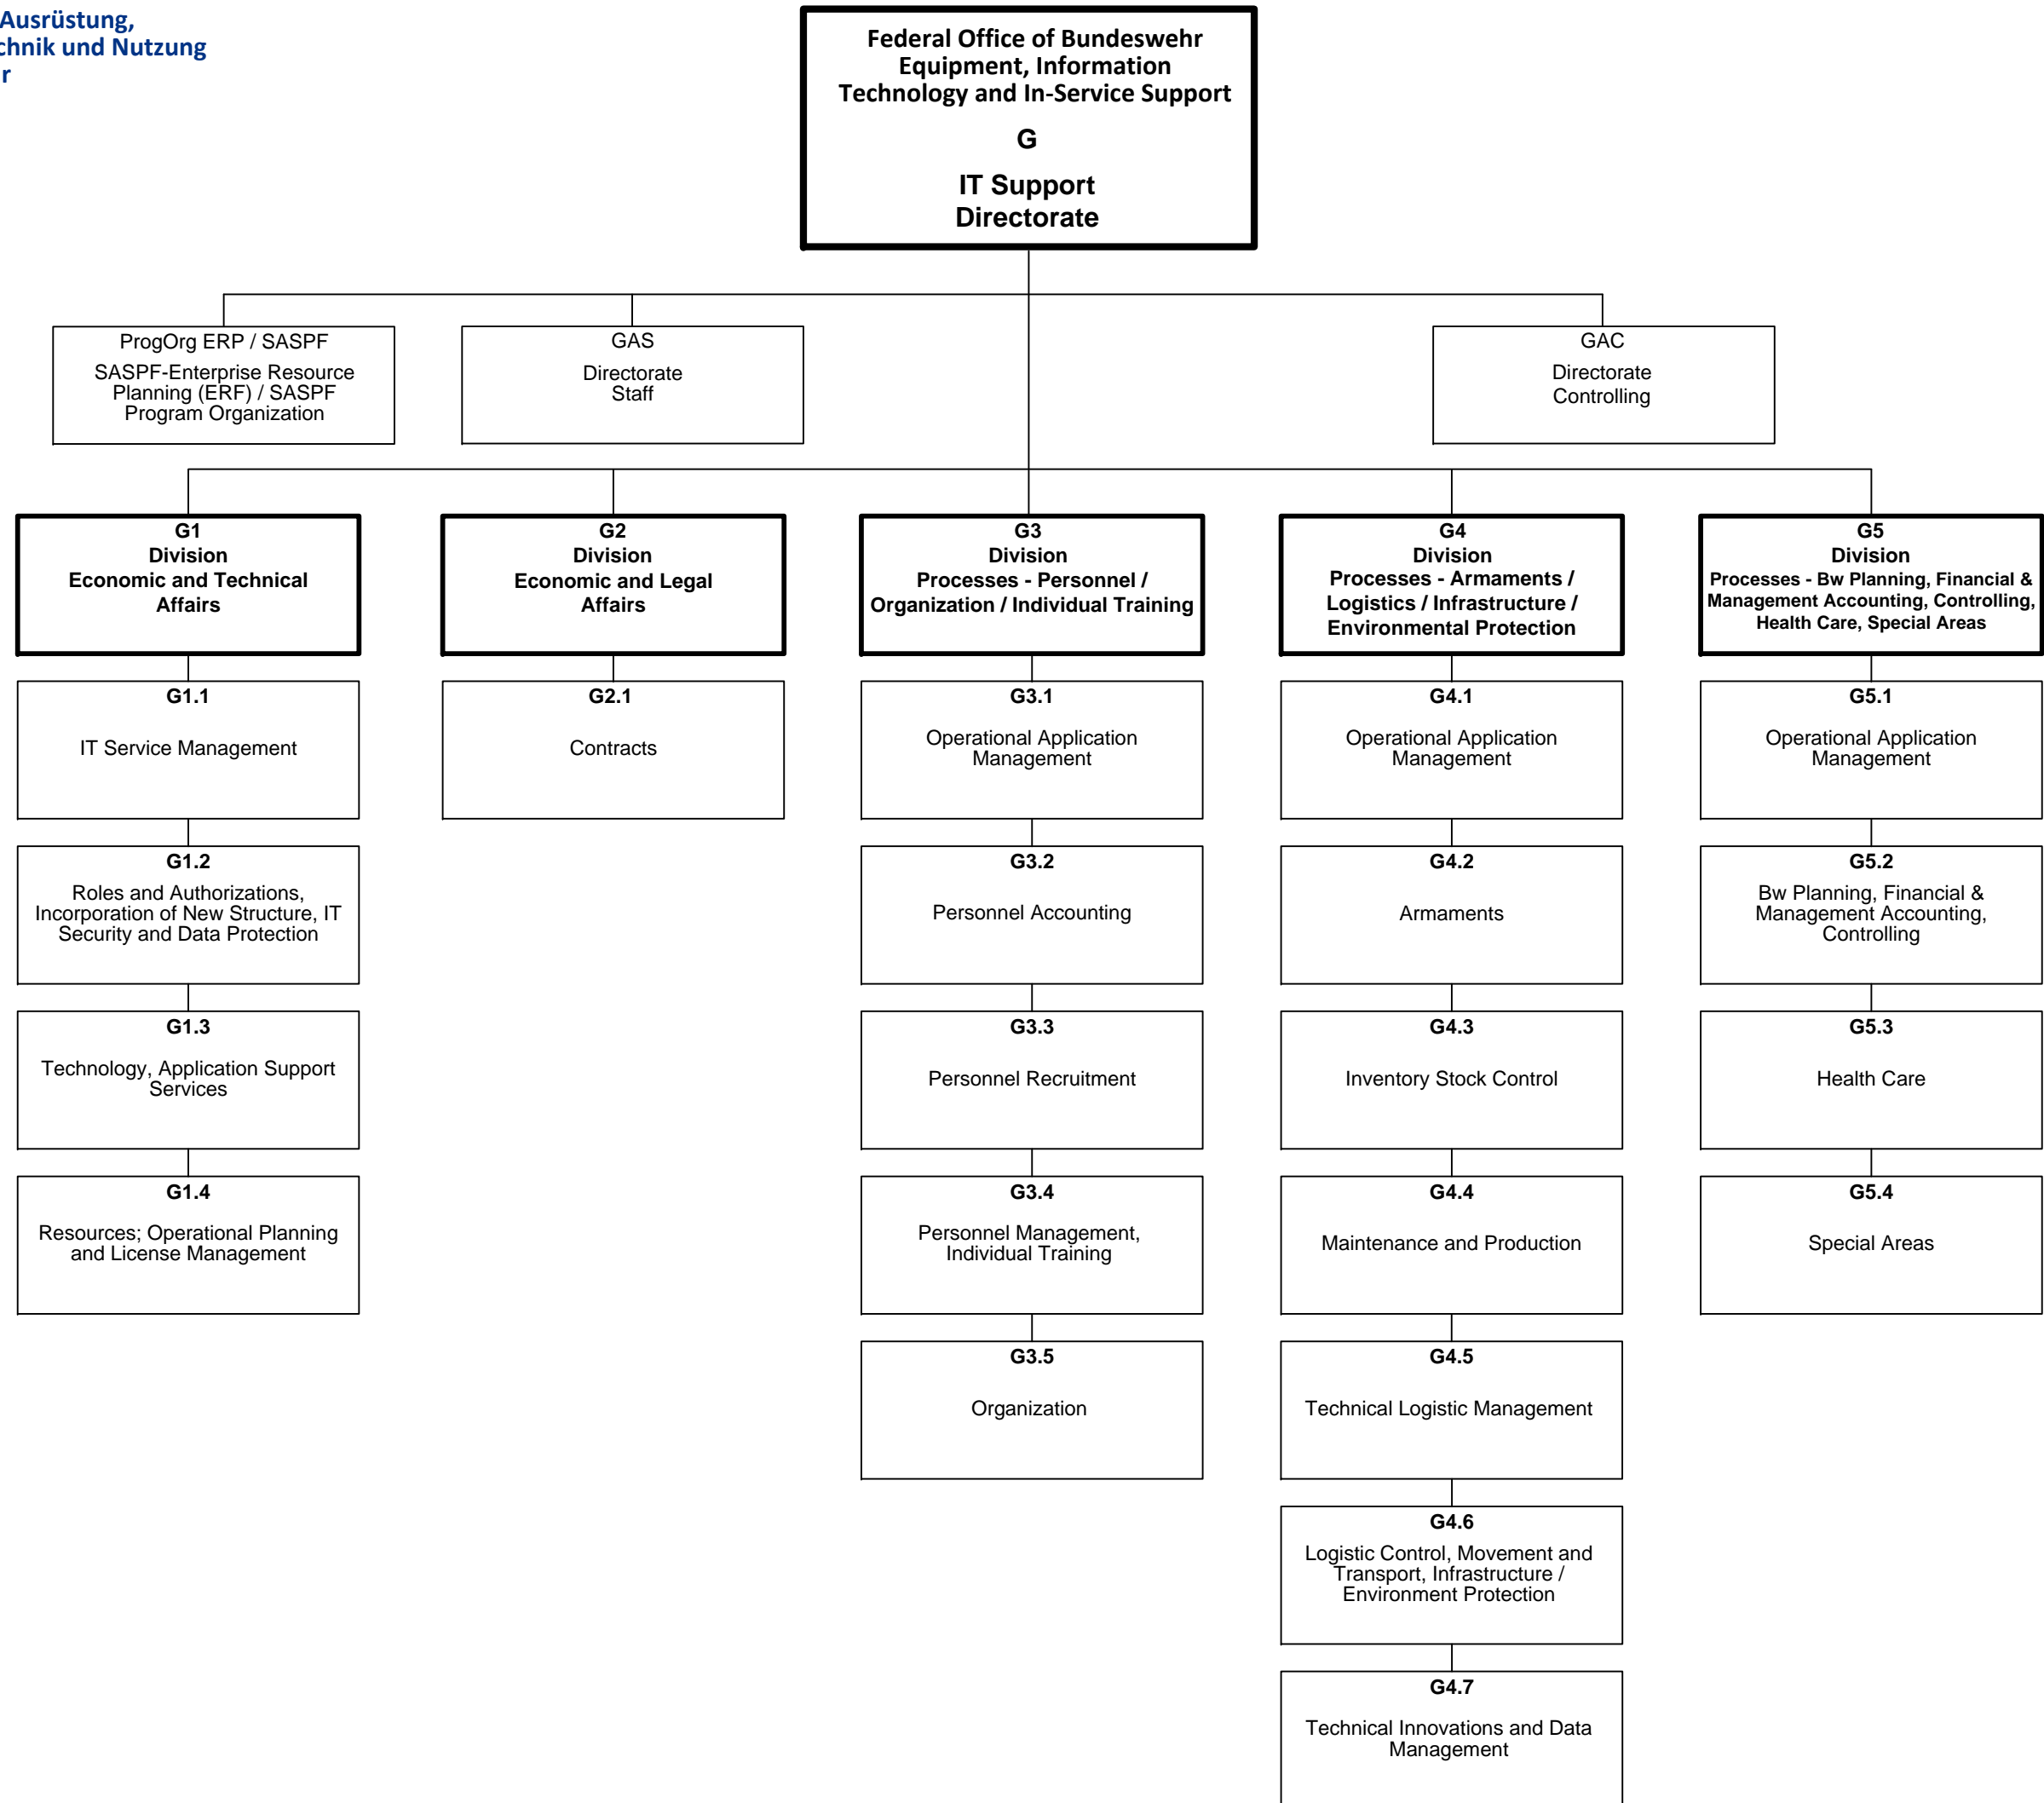 Ausrüstung,
chnik und Nutzung
r
Federal Office of Bundeswehr
Equipment, Information
Technology and In-Service Support
G
IT Support
Directorate
ProgOrg ERP / SASPF
SASPF-Enterprise Resource
Planning (ERF) / SASPF
Program Organization
GAS
Directorate
Staff
GAC
Directorate
Controlling
G1
Division
Economic and Technical
Affairs
G2
Division
Economic and Legal
Affairs
G3
Division
Processes - Personnel /
Organization / Individual Training
G4
Division
Processes - Armaments /
Logistics / Infrastructure /
Environmental Protection
G5
Division
Processes - Bw Planning, Financial &
Management Accounting, Controlling,
Health Care, Special Areas
G1.1
IT Service Management
G2.1
Contracts
G3.1
Operational Application
Management
G4.1
Operational Application
Management
G5.1
Operational Application
Management
G1.2
Roles and Authorizations,
Incorporation of New Structure, IT
Security and Data Protection
G3.2
Personnel Accounting
G4.2
Armaments
G5.2
Bw Planning, Financial &
Management Accounting,
Controlling
G1.3
Technology, Application Support
Services
G3.3
Personnel Recruitment
G4.3
Inventory Stock Control
G5.3
Health Care
G1.4
Resources; Operational Planning
and License Management
G3.4
Personnel Management,
Individual Training
G4.4
Maintenance and Production
G5.4
Special Areas
G3.5
Organization
G4.5
Technical Logistic Management
G4.6
Logistic Control, Movement and
Transport, Infrastructure /
Environment Protection
G4.7
Technical Innovations and Data
Management